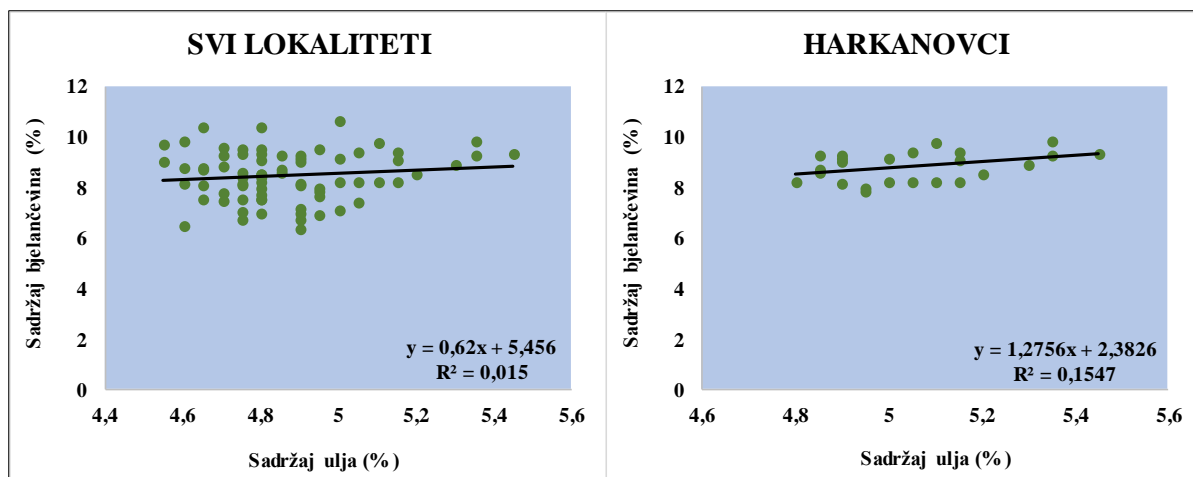 SVI LOKALITETI
Sadržaj bjelančevina (%)
12
10
8
6
4
2
0
y = 0,62x + 5,456
R² = 0,015
4,4 4,6 4,8 5 5,2 5,4 5,6
Sadržaj ulja (%)
HARKANOVCI
Sadržaj bjelančevina (%)
12
10
8
6
4
2
0
y = 1,2756x + 2,3826
R² = 0,1547
4,6 4,8 5 5,2 5,4 5,6
Sadržaj ulja (%)